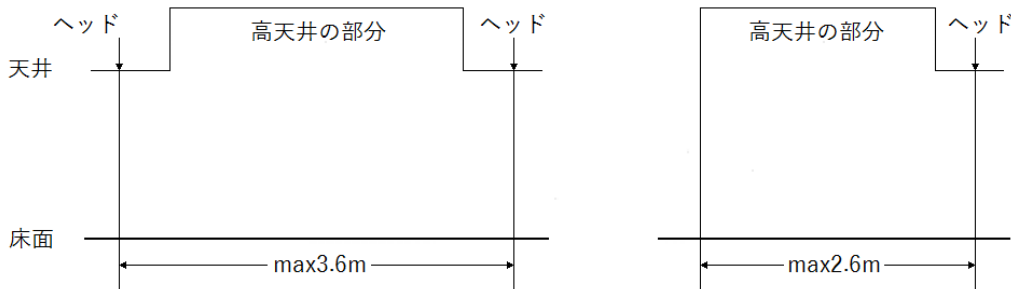 ヘッド
高天井の部分
ヘッド
天井
床面
max3.6m
高天井の部分
ヘッド
max2.6m